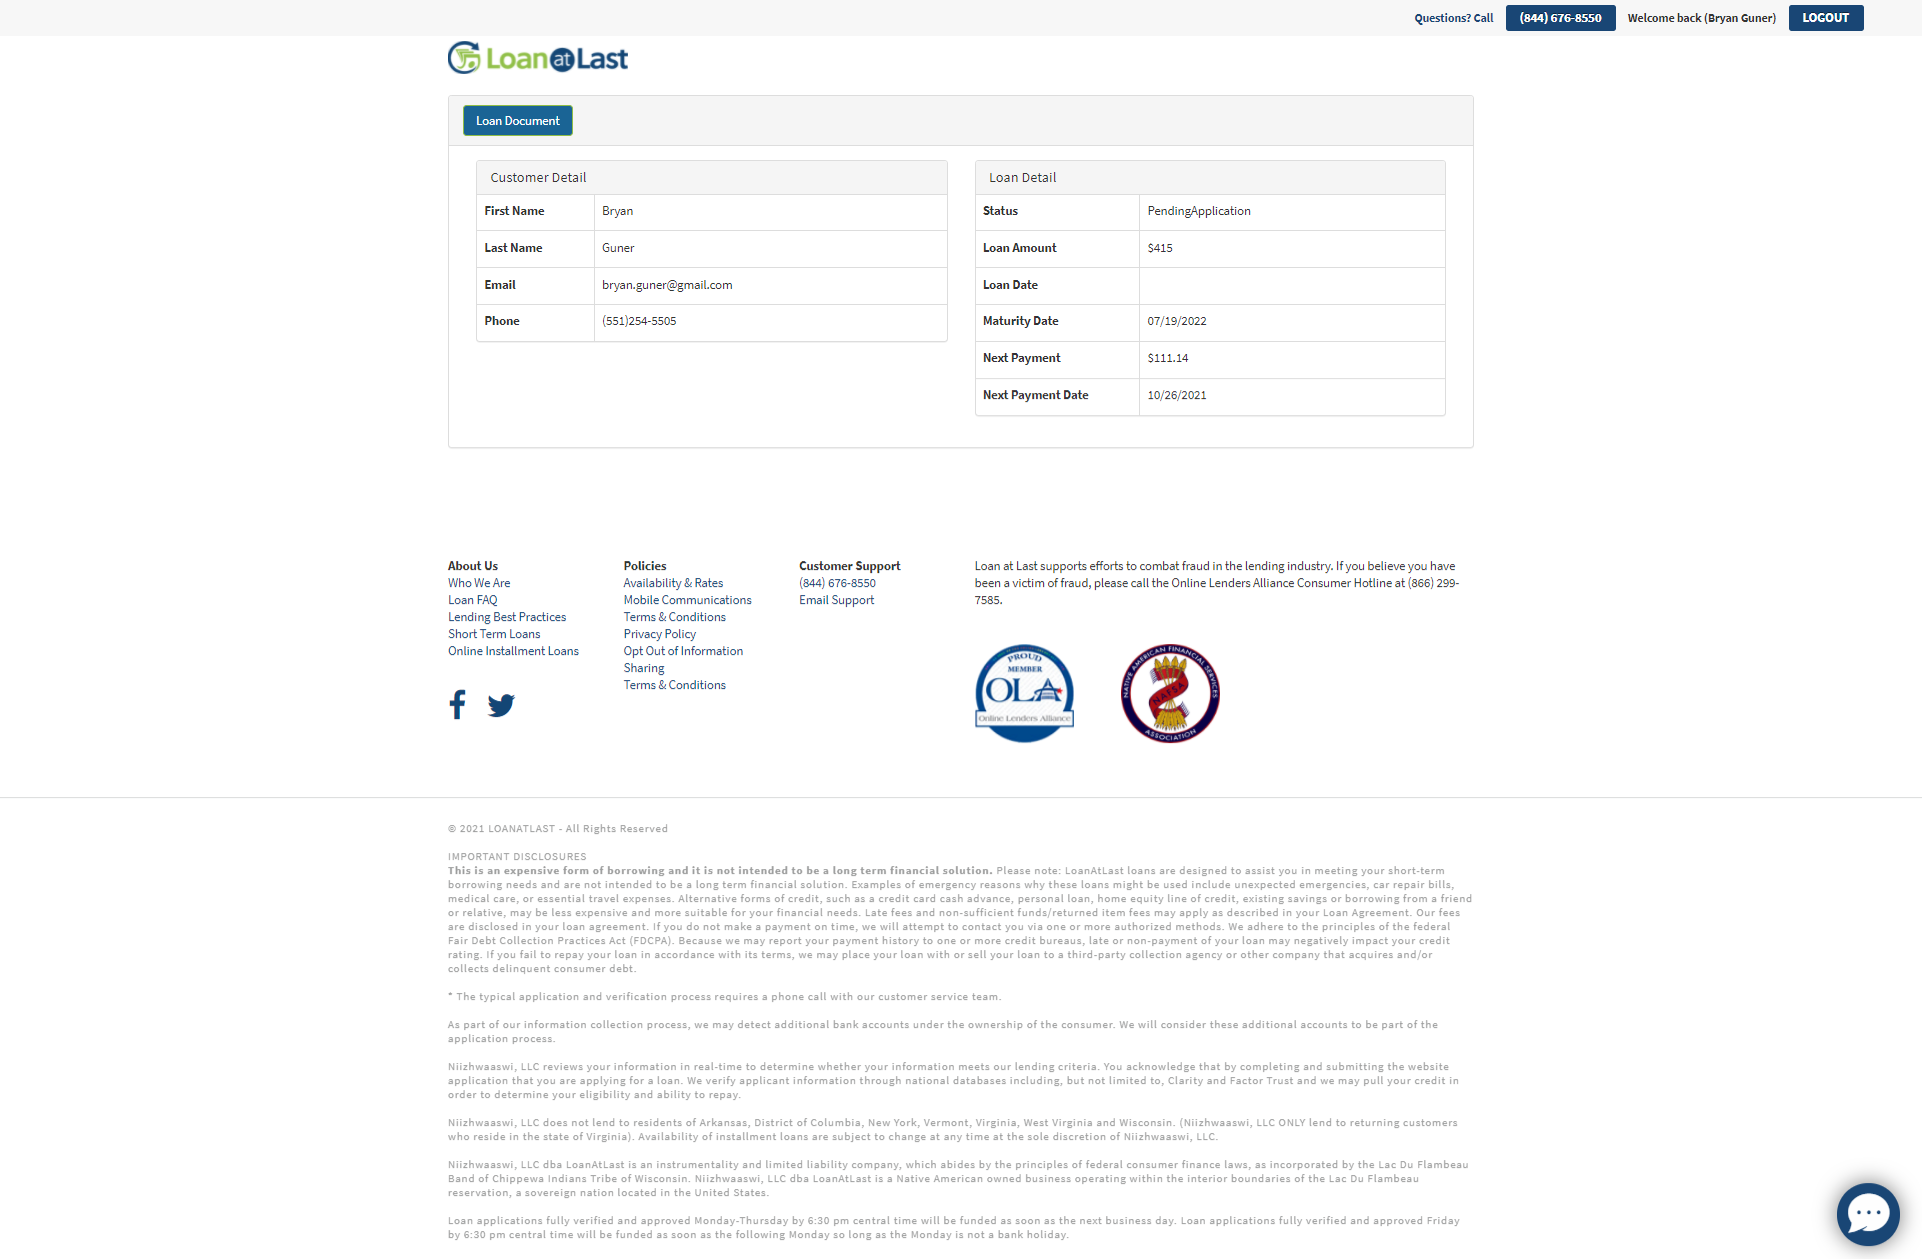 Questions? Call (844) 676-8550 Welcome back (Bryan Guner) LOGOUT
Loan at Last
Loan Document
Customer Detail
First Name Bryan
Last Name Guner
Email bryan.guner@gmail.com
Phone (551)254-5505
Loan Detail
Status PendingApplication
Loan Amount $415
Loan Date
Maturity Date 07/19/2022
Next Payment $111.14
Next Payment Date 10/26/2021
About Us
Who We Are
Loan FAQ
Lending Best Practices
Short Term Loans
Online Installment Loans
Policies
Availability & Rates
Mobile Communications
Terms & Conditions
Privacy Policy
Opt Out of Information
Sharing
Terms & Conditions
Customer Support
(844) 676-8550
Email Support
Loan at Last supports efforts to combat fraud in the lending industry. If you believe you have
been a victim of fraud, please call the Online Lenders Alliance Consumer Hotline at (866) 299-
7585.
PROUD
MEMBER
OLA
Online Lenders Alliance
NATIVE AMERICAN FINANCIAL SERVICES
NAFSA
ASSOCIATION
© 2021 LOANATLAST - All Rights Reserved
IMPORTANT DISCLOSURES
This is an expensive form of borrowing and it is not intended to be a long term financial solution. Please note: LoanAtLast loans are designed to assist you in meeting your short-term
borrowing needs and are not intended to be a long term financial solution. Examples of emergency reasons why these loans might be used include unexpected emergencies, car repair bills,
medical care, or essential travel expenses. Alternative forms of credit, such as a credit card cash advance, personal loan, home equity line of credit, existing savings or borrowing from a friend
or relative, may be less expensive and more suitable for your financial needs. Late fees and non-sufficient funds/returned item fees may apply as described in your Loan Agreement. Our fees
are disclosed in your loan agreement. If you do not make a payment on time, we will attempt to contact you via one or more authorized methods. We adhere to the principles of the federal
Fair Debt Collection Practices Act (FDCPA). Because we may report your payment history to one or more credit bureaus, late or non-payment of your loan may negatively impact your credit
rating. If you fail to repay your loan in accordance with its terms, we may place your loan with or sell your loan to a third-party collection agency or other company that acquires and/or
collects delinquent consumer debt.
* The typical application and verification process requires a phone call with our customer service team.
As part of our information collection process, we may detect additional bank accounts under the ownership of the consumer. We will consider these additional accounts to be part of the
application process.
Niizhwaaswi, LLC reviews your information in real-time to determine whether your information meets our lending criteria. You acknowledge that by completing and submitting the website
application that you are applying for a loan. We verify applicant information through national databases including, but not limited to, Clarity and Factor Trust and we may pull your credit in
order to determine your eligibility and ability to repay.
Niizhwaaswi, LLC does not lend to residents of Arkansas, District of Columbia, New York, Vermont, Virginia, West Virginia and Wisconsin. (Niizhwaaswi, LLC ONLY lend to returning customers
who reside in the state of Virginia). Availability of installment loans are subject to change at any time at the sole discretion of Niizhwaaswi, LLC.
Niizhwaaswi, LLC dba LoanAtLast is an instrumentality and limited liability company, which abides by the principles of federal consumer finance laws, as incorporated by the Lac Du Flambeau
Band of Chippewa Indians Tribe of Wisconsin. Niizhwaaswi, LLC dba LoanAtLast is a Native American owned business operating within the interior boundaries of the Lac Du Flambeau
reservation, a sovereign nation located in the United States.
Loan applications fully verified and approved Monday-Thursday by 6:30 pm central time will be funded as soon as the next business day. Loan applications fully verified and approved Friday
by 6:30 pm central time will be funded as soon as the following Monday so long as the Monday is not a bank holiday.